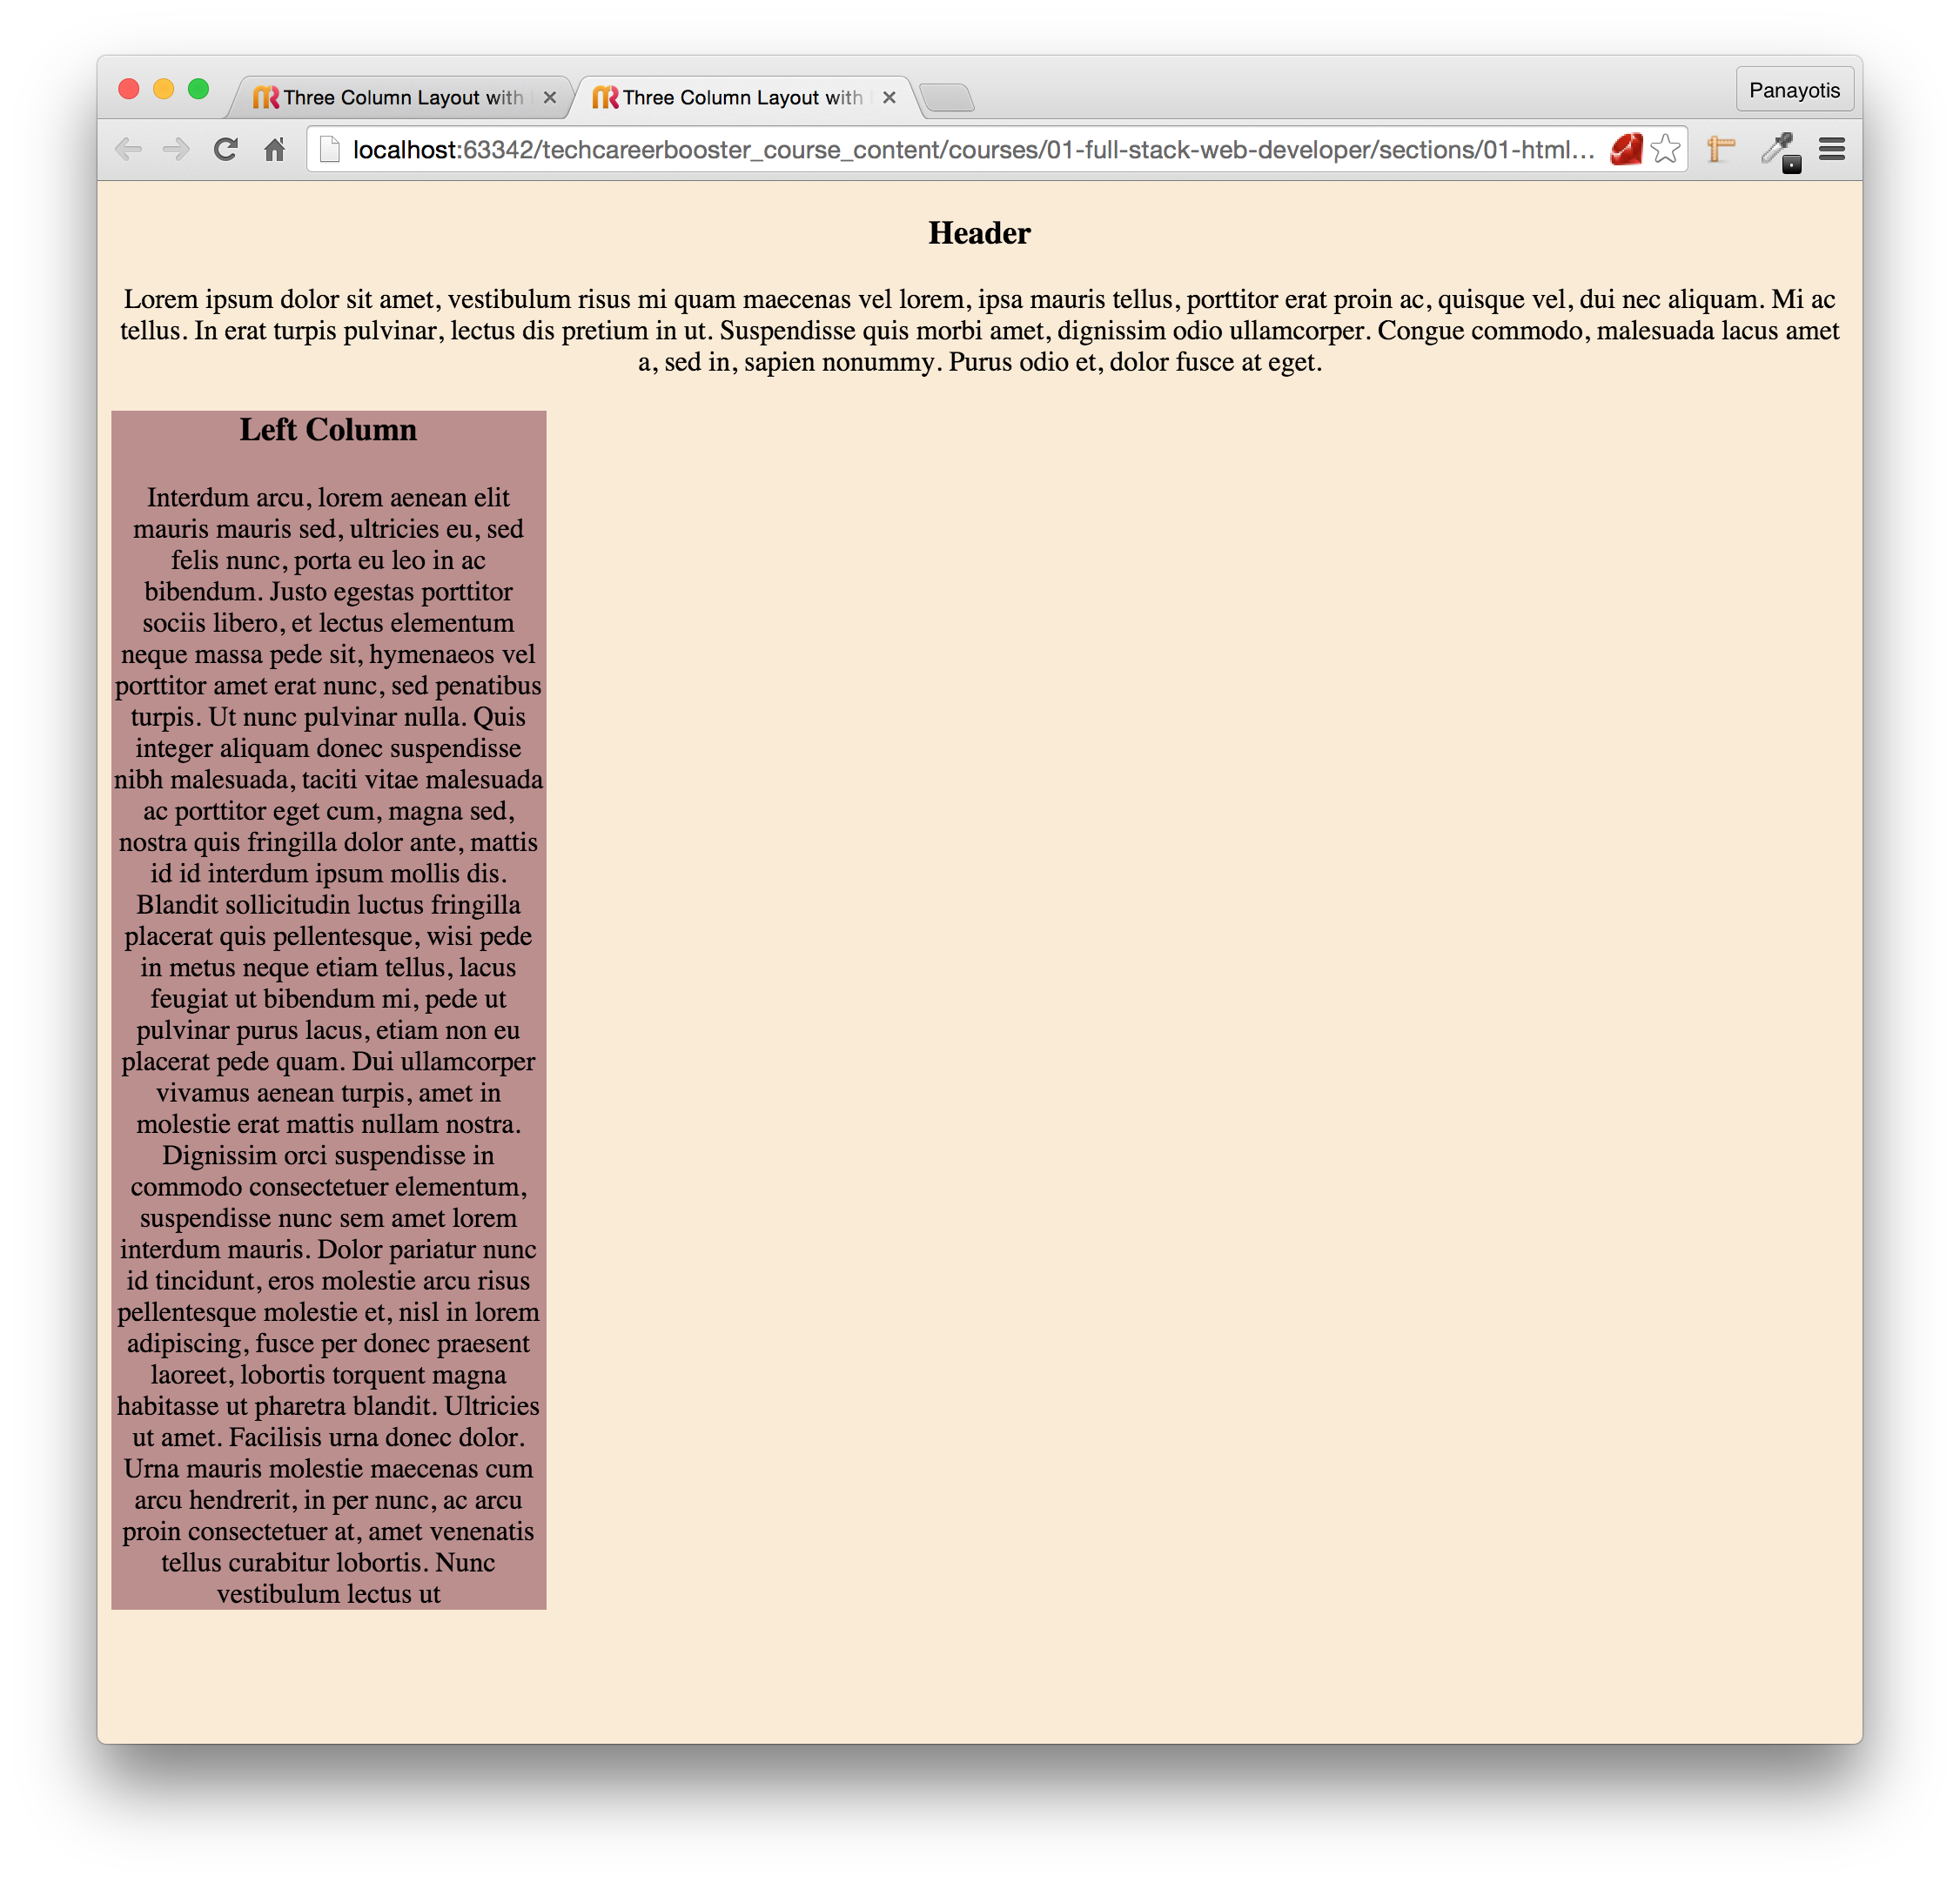 Three Column Layout with
Three Column Layout with
Panayotis
localhost:63342/techcareerbooster_course_content/courses/01-full-stack-web-developer/sections/01-html...
Header
Lorem ipsum dolor sit amet, vestibulum risus mi quam maecenas vel lorem, ipsa mauris tellus, porttitor erat proin ac, quisque vel, dui nec aliquam. Mi ac
tellus. In erat turpis pulvinar, lectus dis pretium in ut. Suspendisse quis morbi amet, dignissim odio ullamcorper. Congue commodo, malesuada lacus amet
a, sed in, sapien nonummy. Purus odio et, dolor fusce at eget.
Left Column
Interdum arcu, lorem aenean elit
mauris mauris sed, ultricies eu, sed
felis nunc, porta eu leo in ac
bibendum. Justo egestas porttitor
sociis libero, et lectus elementum
neque massa pede sit, hymenaeos vel
porttitor amet erat nunc, sed penatibus
turpis. Ut nunc pulvinar nulla. Quis
integer aliquam donec suspendisse
nibh malesuada, taciti vitae malesuada
ac porttitor eget cum, magna sed,
nostra quis fringilla dolor ante, mattis
id id interdum ipsum mollis dis.
Blandit sollicitudin luctus fringilla
placerat quis pellentesque, wisi pede
in metus neque etiam tellus, lacus
feugiat ut bibendum mi, pede ut
pulvinar purus lacus, etiam non eu
placerat pede quam. Dui ullamcorper
vivamus aenean turpis, amet in
molestie erat mattis nullam nostra.
Dignissim orci suspendisse in
commodo consectetuer elementum,
suspendisse nunc sem amet lorem
interdum mauris. Dolor pariatur nunc
id tincidunt, eros molestie arcu risus
pellentesque molestie et, nisl in lorem
adipiscing, fusce per donec praesent
laoreet, lobortis torquent magna
habitasse ut pharetra blandit. Ultricies
ut amet. Facilisis urna donec dolor.
Urna mauris molestie maecenas cum
arcu hendrerit, in per nunc, ac arcu
proin consectetuer at, amet venenatis
tellus curabitur lobortis. Nunc
vestibulum lectus ut